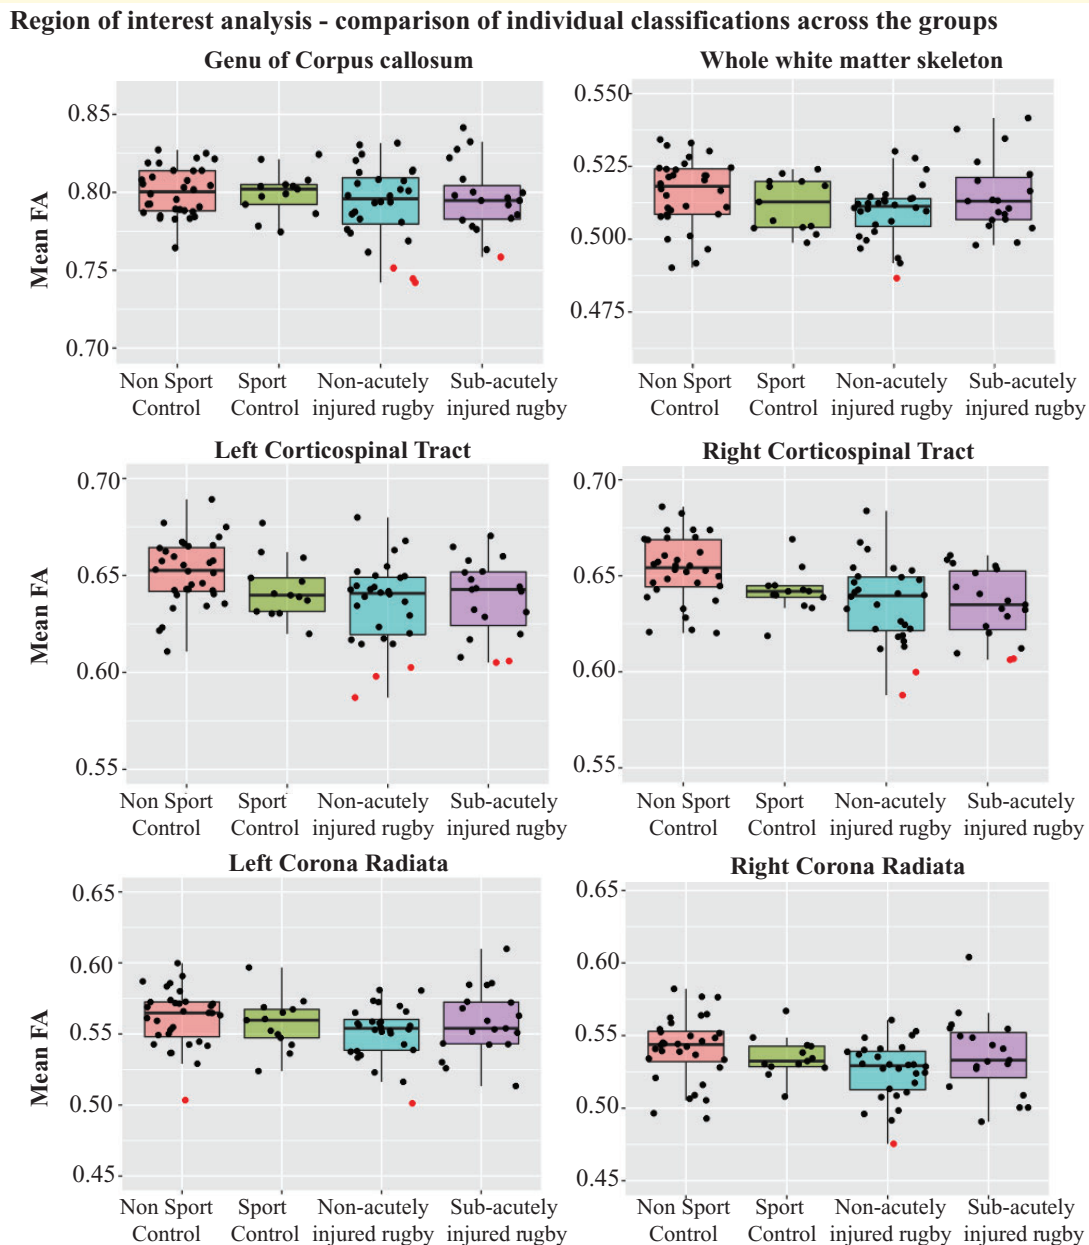 Region of interest analysis - comparison of individual classifications across the groups
Genu of Corpus callosum
Mean FA
0.85
0.80
0.75
0.70
Non Sport Control
Sport Control
Non-acutely injured rugby
Sub-acutely injured rugby
Whole white matter skeleton
0.550
0.525
0.500
0.475
Non Sport Control
Sport Control
Non-acutely injured rugby
Sub-acutely injured rugby
Left Corticospinal Tract
Mean FA
0.70
0.65
0.60
0.55
Non Sport Control
Sport Control
Non-acutely injured rugby
Sub-acutely injured rugby
Right Corticospinal Tract
0.70
0.65
0.60
0.55
Non Sport Control
Sport Control
Non-acutely injured rugby
Sub-acutely injured rugby
Left Corona Radiata
Mean FA
0.65
0.60
0.55
0.50
0.45
Non Sport Control
Sport Control
Non-acutely injured rugby
Sub-acutely injured rugby
Right Corona Radiata
0.65
0.60
0.55
0.50
0.45
Non Sport Control
Sport Control
Non-acutely injured rugby
Sub-acutely injured rugby